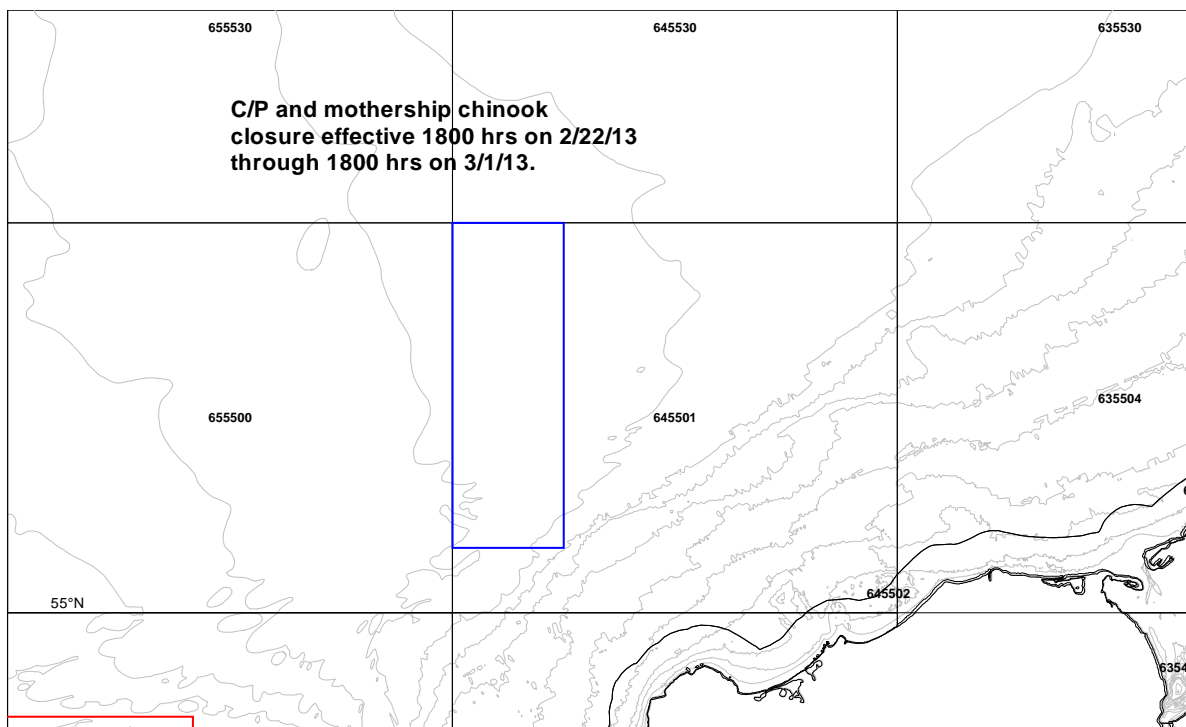 655530
645530
635530
C/P and mothership chinook
closure effective 1800 hrs on 2/22/13
through 1800 hrs on 3/1/13.
655500
645501
635504
645502
55°N
6354